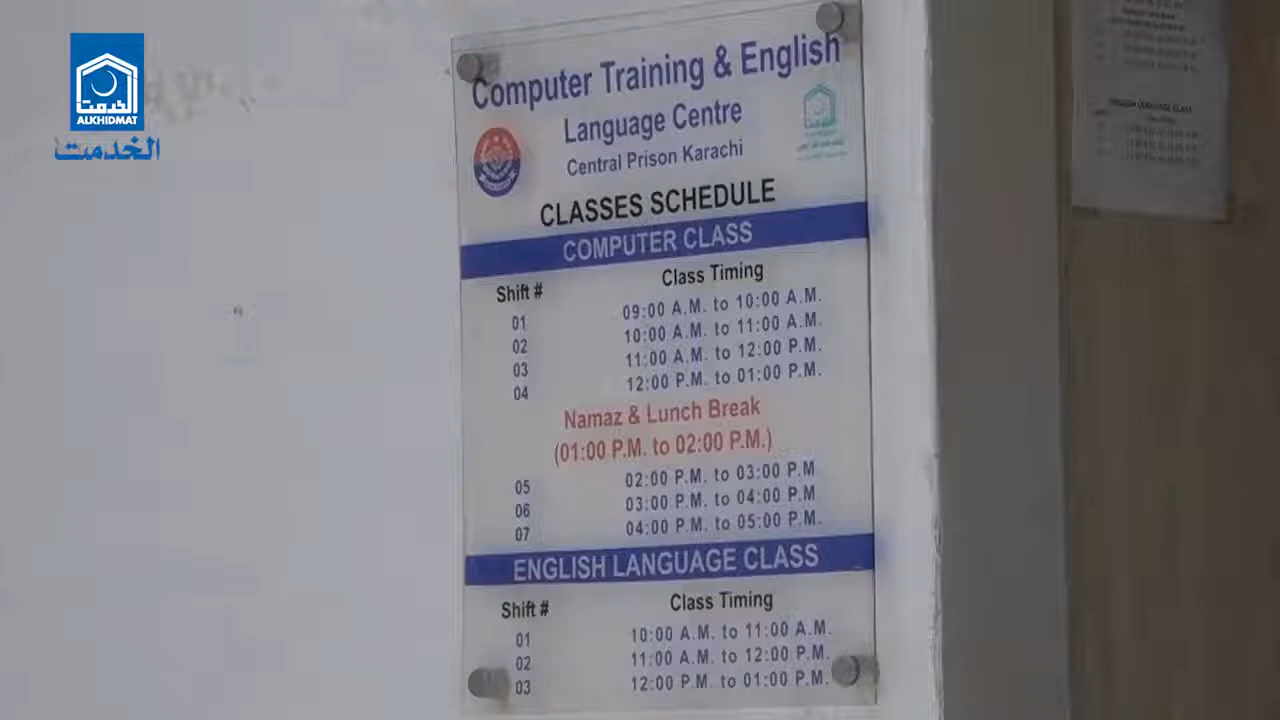 الخدمت
ALKHIDMAT
الخدمت
Computer Training & English
Language Centre
Central Prison Karachi
CLASSES SCHEDULE
COMPUTER CLASS
Shift # Class Timing
01 09:00 A.M. to 10:00 A.M.
02 10:00 A.M. to 11:00 A.M.
03 11:00 A.M. to 12:00 P.M.
04 12:00 P.M. to 01:00 P.M.
Namaz & Lunch Break
(01:00 P.M. to 02:00 P.M.)
05 02:00 P.M. to 03:00 P.M
06 03:00 P.M. to 04:00 P.M
07 04:00 P.M. to 05:00 P.M.
ENGLISH LANGUAGE CLASS
Shift # Class Timing
01 10:00 A.M. to 11:00 A.M.
02 11:00 A.M. to 12:00 P.M.
03 12:00 P.M. to 01:00 P.M.
ENGLISH LANGUAGE CLASS